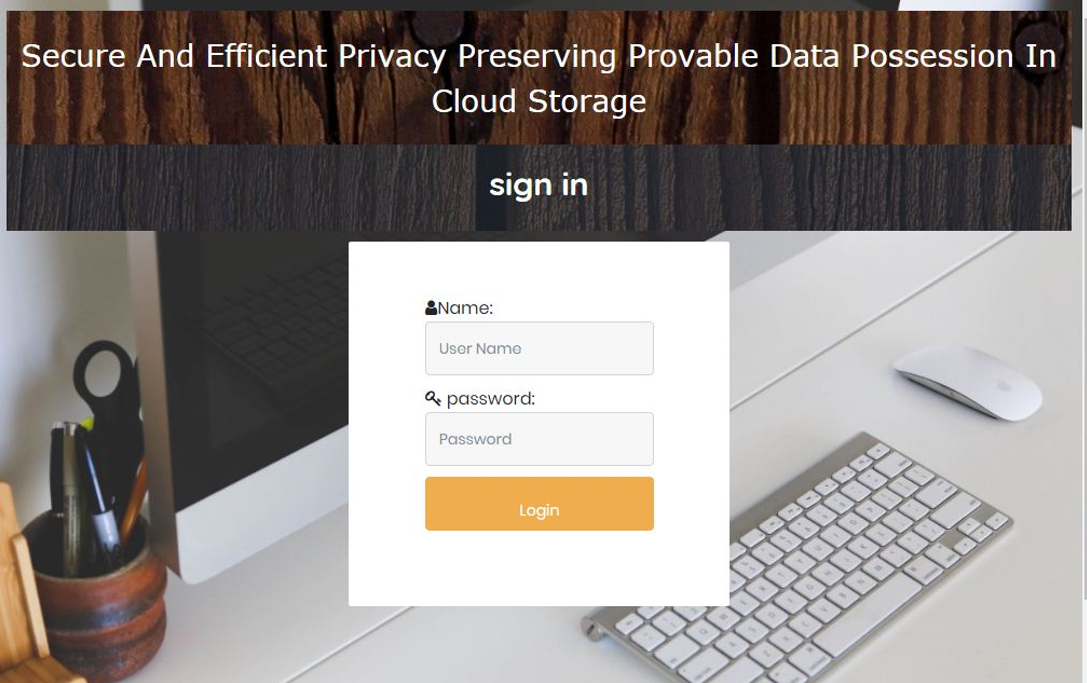 Secure And Efficient Privacy Preserving Provable Data Possession In
Cloud Storage
sign in
Name:
User Name
password:
Password
Login